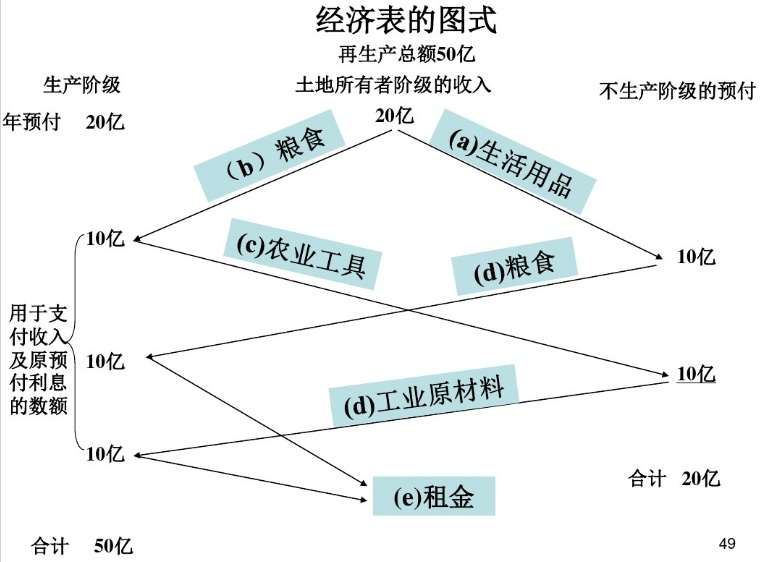 经济表的图式
再生产总额50亿
生产阶级
土地所有者阶级的收入
不生产阶级的预付
年预付 20亿
20亿
（b）粮食
(a)生活用品
10亿
(c)农业工具
(d)粮食
10亿
用于支
付收入
及原预
付利息
的数额
10亿
10亿
(d)工业原材料
10亿
(e)租金
合计 20亿
合计 50亿
49